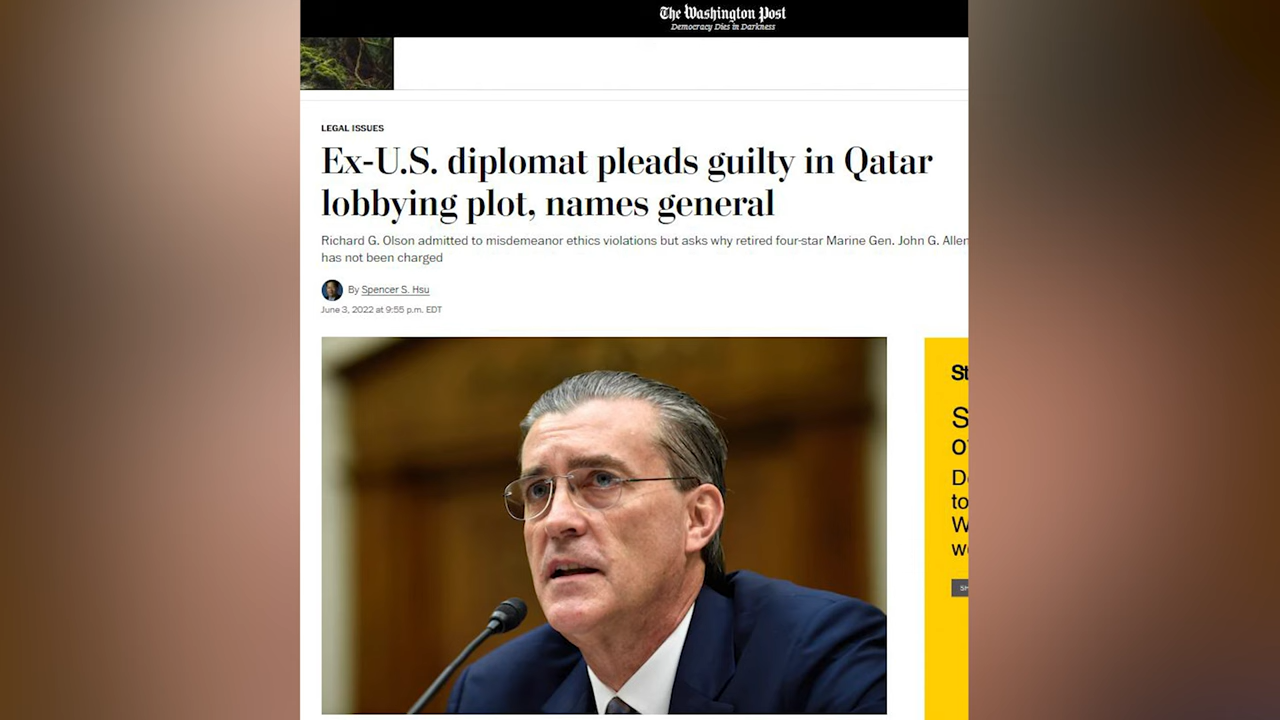 The Washington Post
Democracy Dies in Darkness
LEGAL ISSUES
Ex-U.S. diplomat pleads guilty in Qatar
lobbying plot, names general
Richard G. Olson admitted to misdemeanor ethics violations but asks why retired four-star Marine Gen. John G. Allen
has not been charged
By Spencer S. Hsu
June 3, 2022 at 9:55 p.m. EDT
St
S
o
D
to
W
w